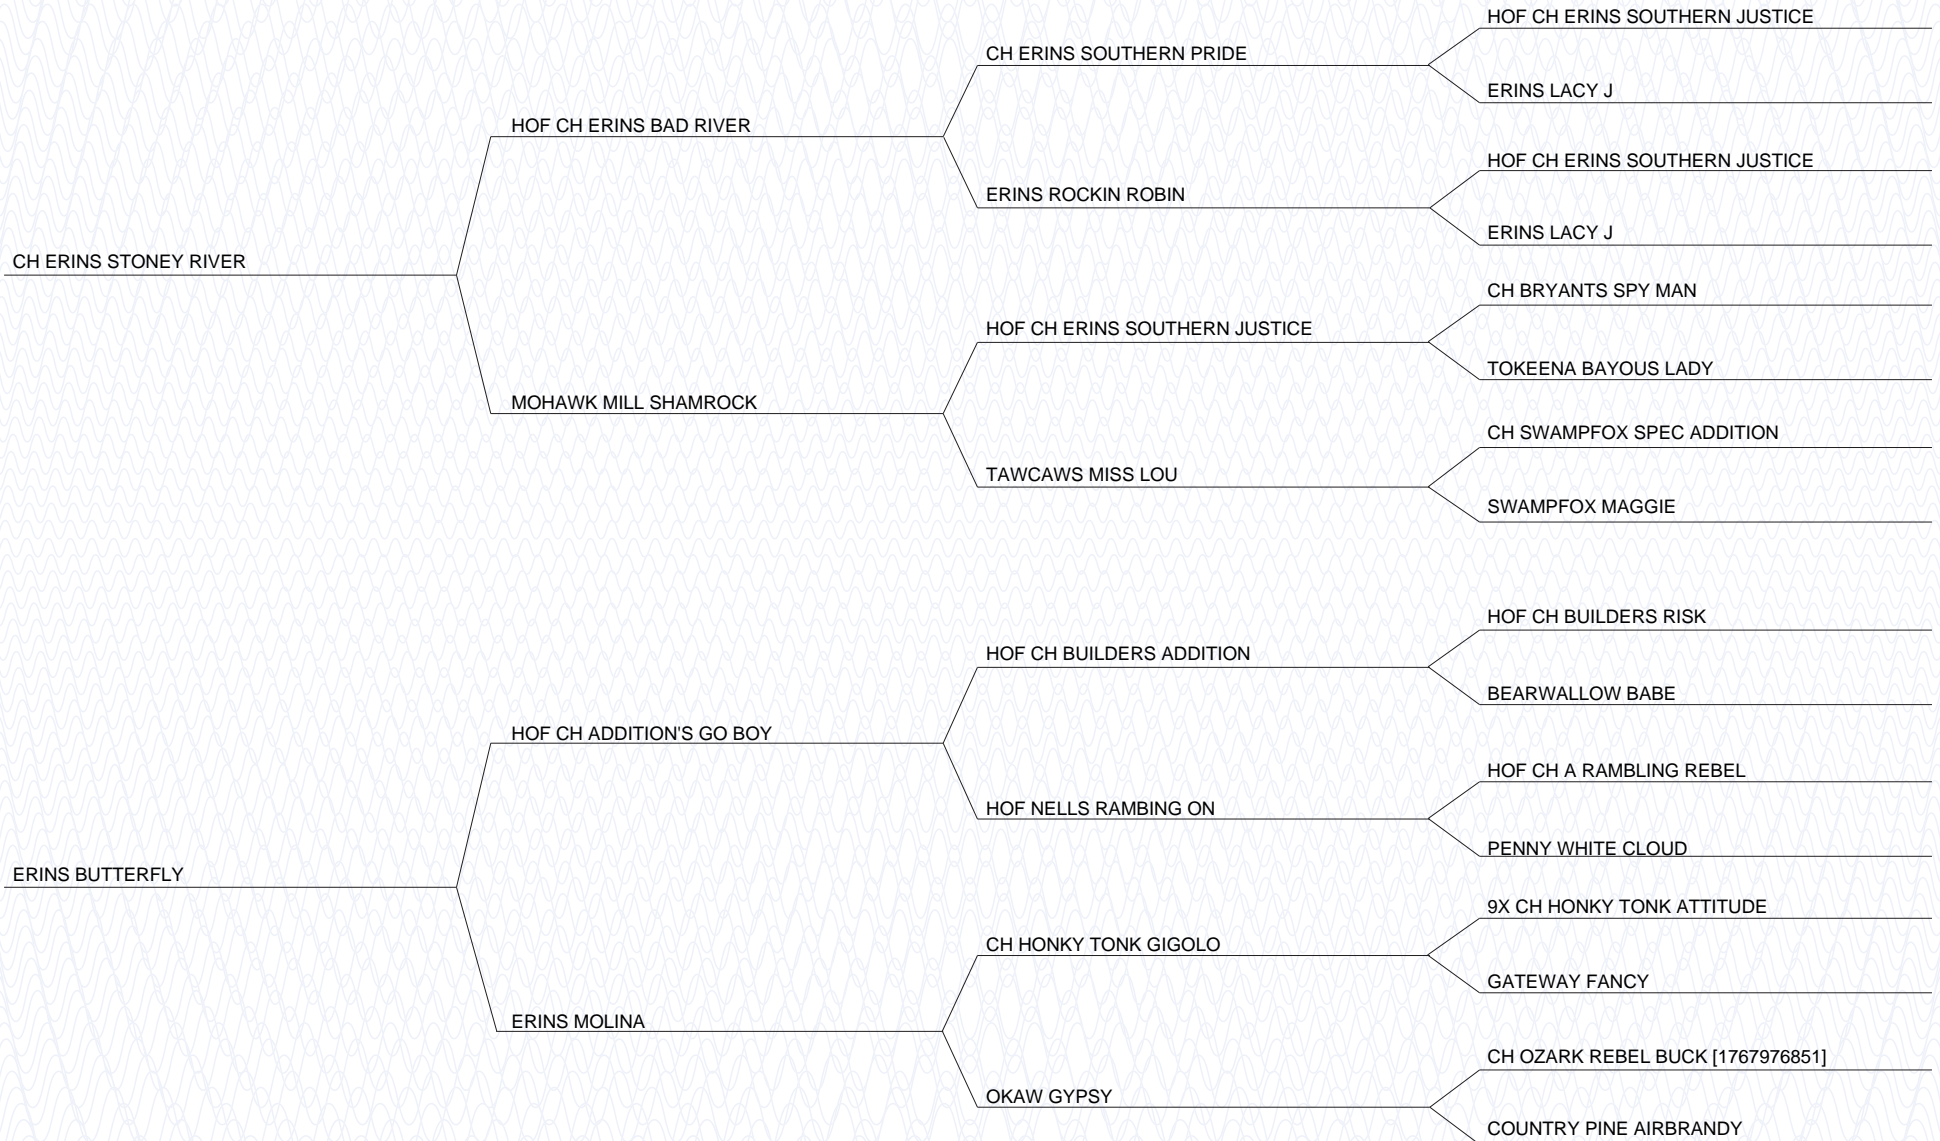 HOF CH ERINS SOUTHERN JUSTICE
CH ERINS SOUTHERN PRIDE
ERINS LACY J
HOF CH ERINS BAD RIVER
HOF CH ERINS SOUTHERN JUSTICE
ERINS ROCKIN ROBIN
ERINS LACY J
CH ERINS STONEY RIVER
CH BRYANTS SPY MAN
HOF CH ERINS SOUTHERN JUSTICE
TOKEENA BAYOUS LADY
MOHAWK MILL SHAMROCK
CH SWAMPFOX SPEC ADDITION
TAWCAWS MISS LOU
SWAMPFOX MAGGIE
HOF CH BUILDERS RISK
HOF CH BUILDERS ADDITION
BEARWALLOW BABE
HOF CH ADDITION'S GO BOY
HOF CH A RAMBLING REBEL
HOF NELLS RAMBING ON
PENNY WHITE CLOUD
ERINS BUTTERFLY
9X CH HONKY TONK ATTITUDE
CH HONKY TONK GIGOLO
GATEWAY FANCY
ERINS MOLINA
CH OZARK REBEL BUCK [1767976851]
OKAW GYPSY
COUNTRY PINE AIRBRANDY